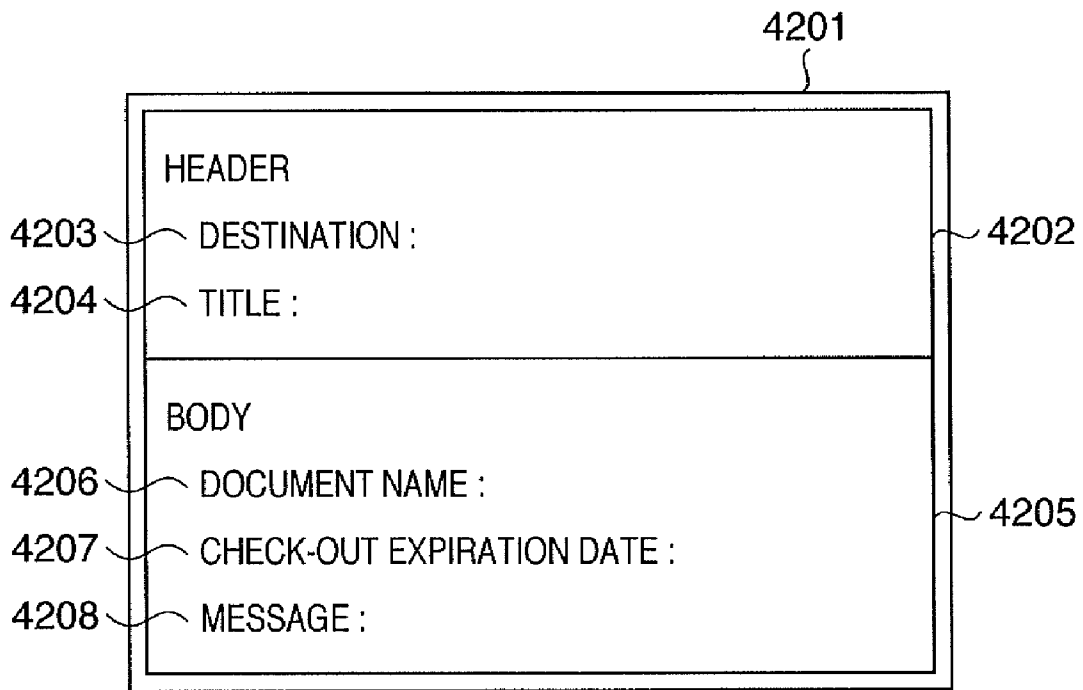 4201
HEADER
4203 DESTINATION : 4202
4204 TITLE :
BODY
4206 DOCUMENT NAME :
4205
4207 CHECK-OUT EXPIRATION DATE :
4208 MESSAGE :